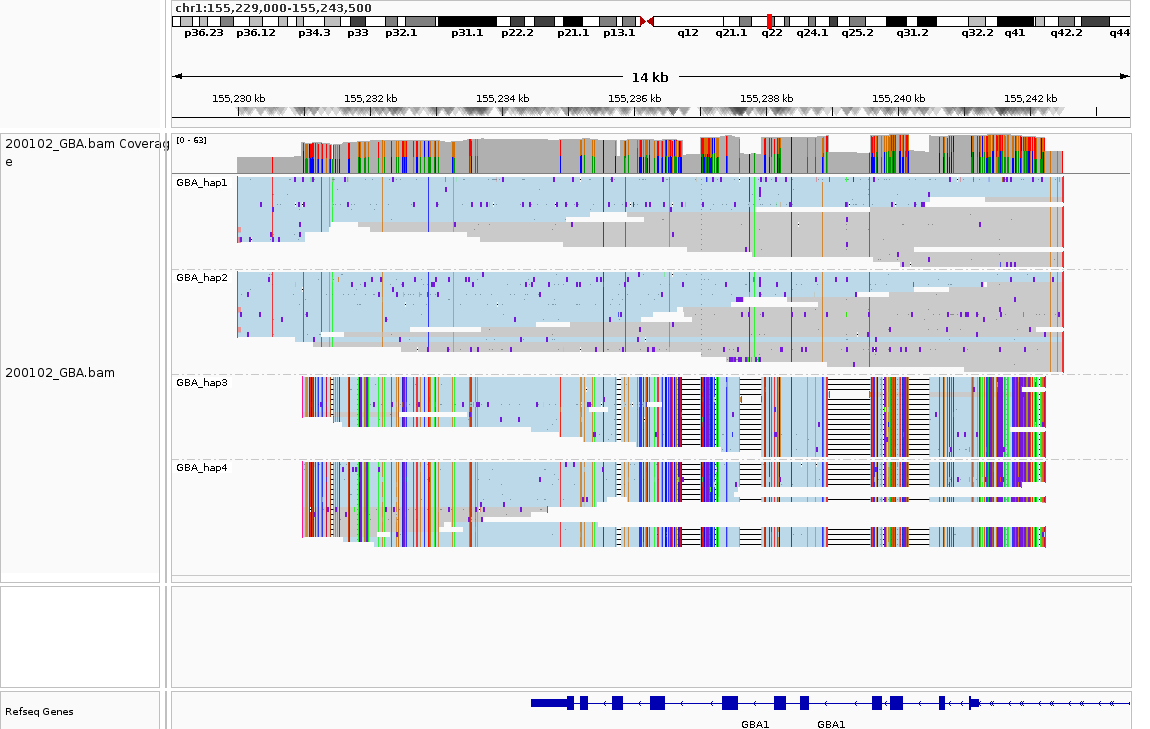 chr1:155,229,000-155,243,500
p36.23 p36.12 p34.3 p33 p32.1 p31.1 p22.2 p21.1 p13.1 q12 q21.1 q22 q24.1 q25.2 q31.2 q32.2 q41 q42.2 q44
14 kb
155,230 kb 155,232 kb 155,234 kb 155,236 kb 155,238 kb 155,240 kb 155,242 kb
200102_GBA.bam Coverag
e
[0 - 63]
GBA_hap1
GBA_hap2
200102_GBA.bam
GBA_hap3
GBA_hap4
Refseq Genes
GBA1 GBA1